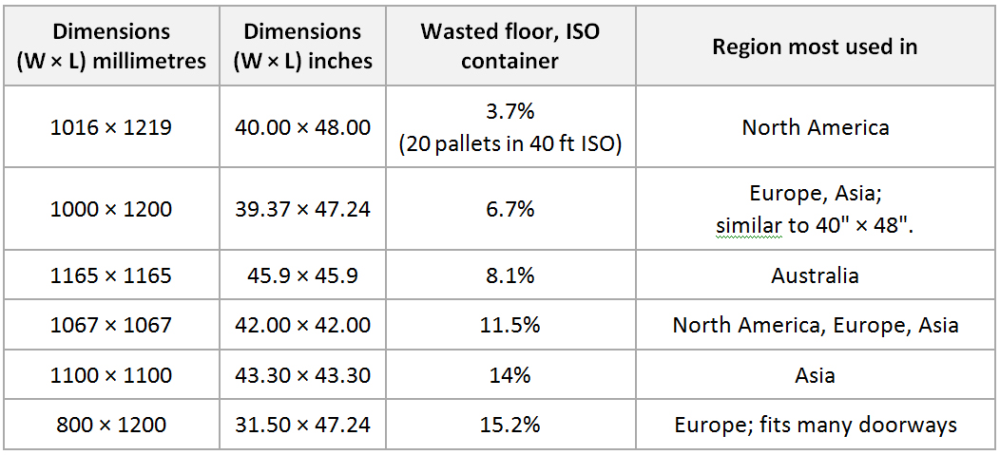 Dimensions
(W × L) millimetres
Dimensions
(W × L) inches
Wasted floor, ISO
container
Region most used in
1016 × 1219
40.00 × 48.00
3.7%
(20 pallets in 40 ft ISO)
North America
1000 × 1200
39.37 × 47.24
6.7%
Europe, Asia;
similar to 40" × 48".
1165 × 1165
45.9 × 45.9
8.1%
Australia
1067 × 1067
42.00 × 42.00
11.5%
North America, Europe, Asia
1100 × 1100
43.30 × 43.30
14%
Asia
800 × 1200
31.50 × 47.24
15.2%
Europe; fits many doorways